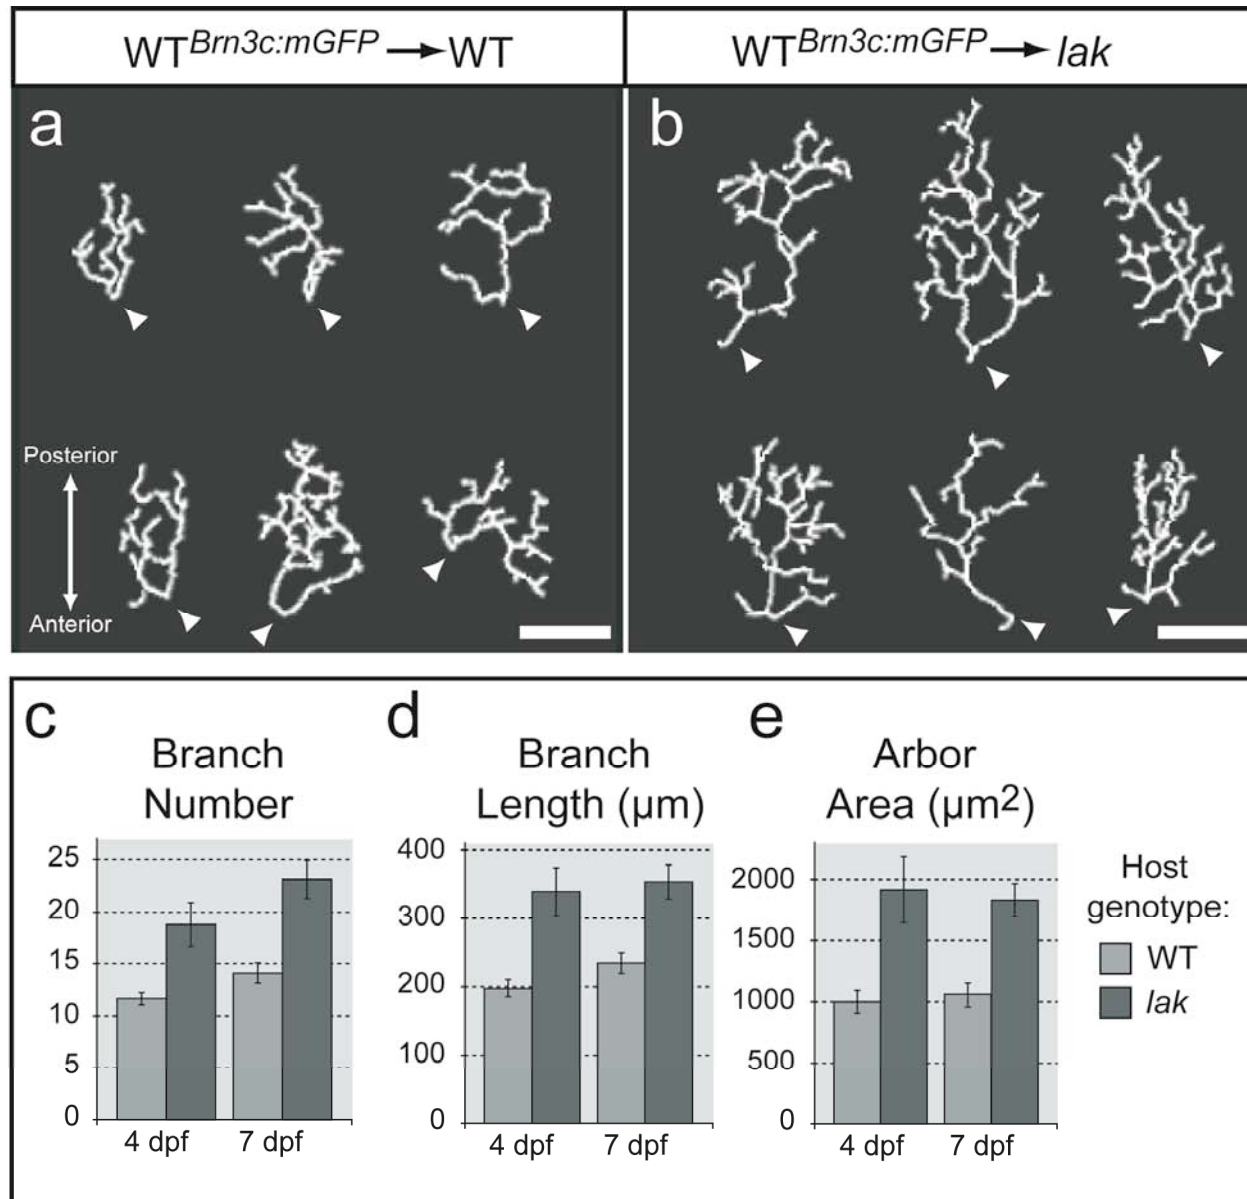 WT Brn3c:mGFP → WT
WT Brn3c:mGFP → lak
a
b
Posterior
Anterior
c
Branch
Number
25
20
15
10
5
0
4 dpf
7 dpf
d
Branch
Length (µm)
400
300
200
100
0
4 dpf
7 dpf
e
Arbor
Area (µm2)
2000
1500
1000
500
0
4 dpf
7 dpf
Host
genotype:
WT
lak